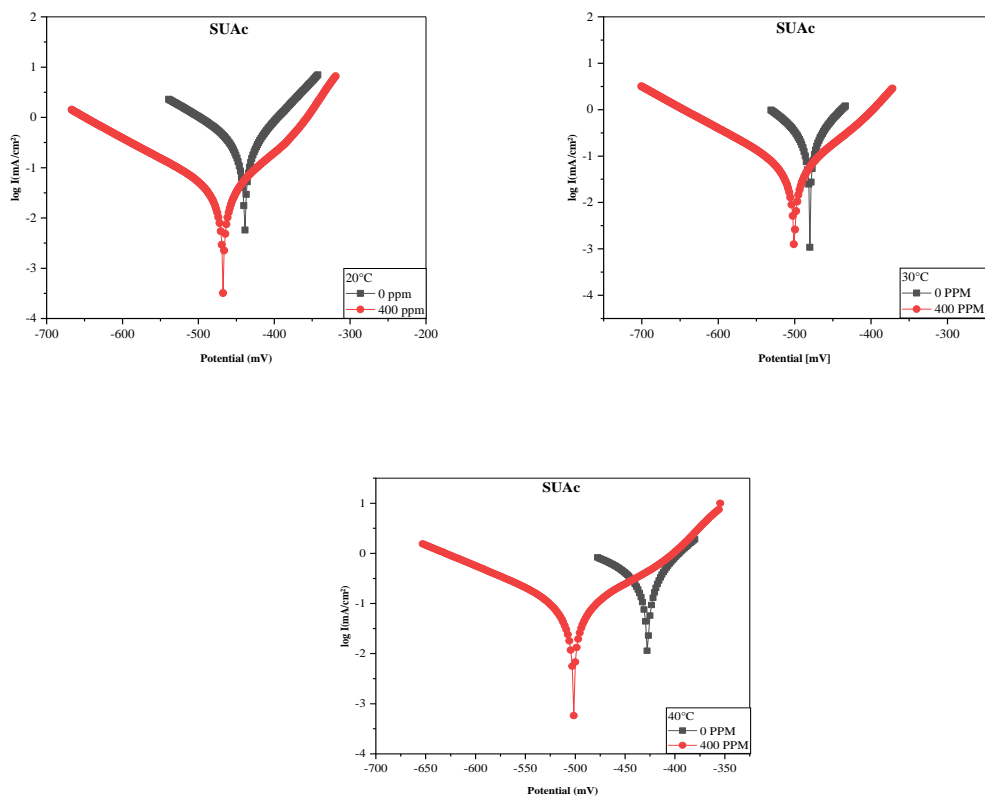 SUAc
2
1
0
-1
-2
-3
-4
log I(mA/cm²)
-700
-600
-500
-400
-300
-200
Potential (mV)
20°C
0 ppm
400 ppm
SUAc
2
1
0
-1
-2
-3
-4
log I(mA/cm²)
-700
-600
-500
-400
-300
Potential [mV]
30°C
0 PPM
400 PPM
SUAc
1
0
-1
-2
-3
-4
log I(mA/cm²)
-700
-650
-600
-550
-500
-450
-400
-350
Potential (mV)
40°C
0 PPM
400 PPM